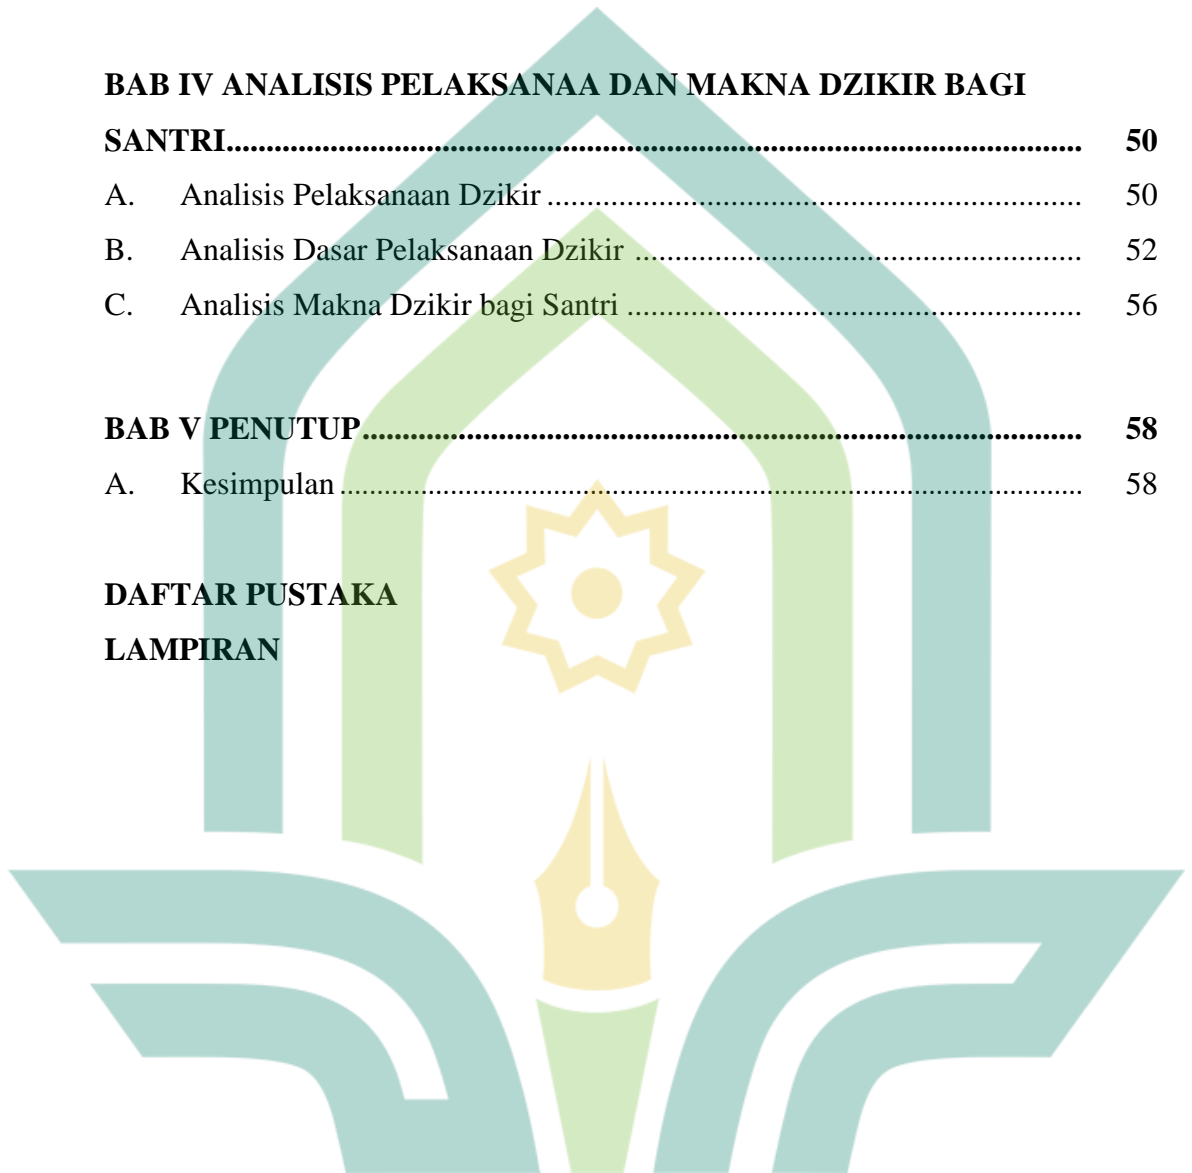 BAB IV ANALISIS PELAKSANAA DAN MAKNA DZIKIR BAGI
SANTRI.......................................................................................................... 50
A. Analisis Pelaksanaan Dzikir .................................................................. 50
B. Analisis Dasar Pelaksanaan Dzikir ....................................................... 52
C. Analisis Makna Dzikir bagi Santri ........................................................ 56
BAB V PENUTUP......................................................................................... 58
A. Kesimpulan ............................................................................................ 58
DAFTAR PUSTAKA
LAMPIRAN